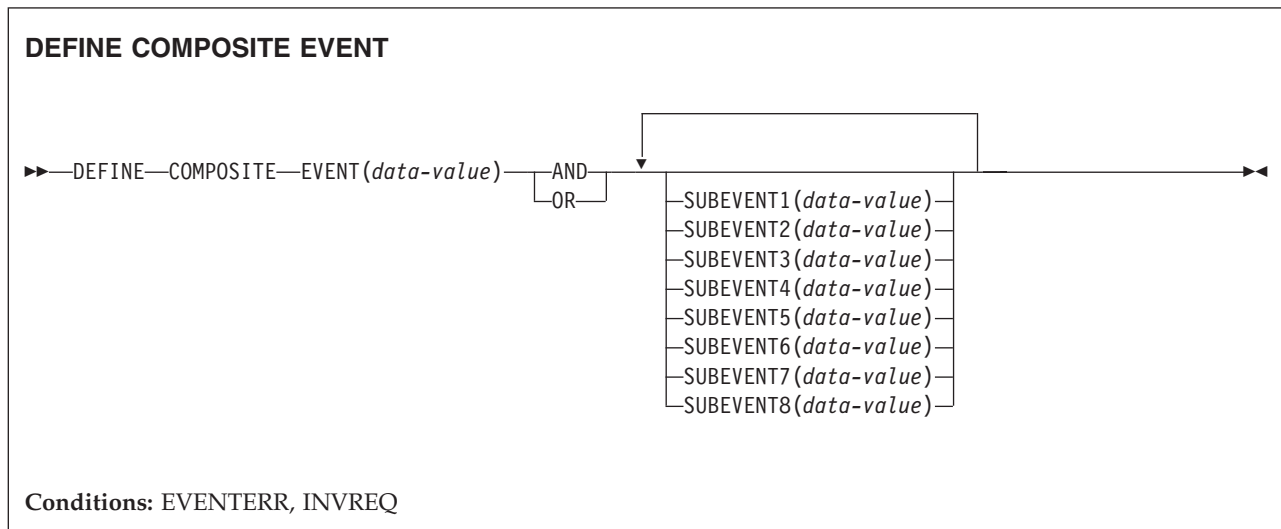 DEFINE COMPOSITE EVENT
DEFINE COMPOSITE EVENT(data-value) AND
OR
SUBEVENT1(data-value)
SUBEVENT2(data-value)
SUBEVENT3(data-value)
SUBEVENT4(data-value)
SUBEVENT5(data-value)
SUBEVENT6(data-value)
SUBEVENT7(data-value)
SUBEVENT8(data-value)
Conditions: EVENTERR, INVREQ